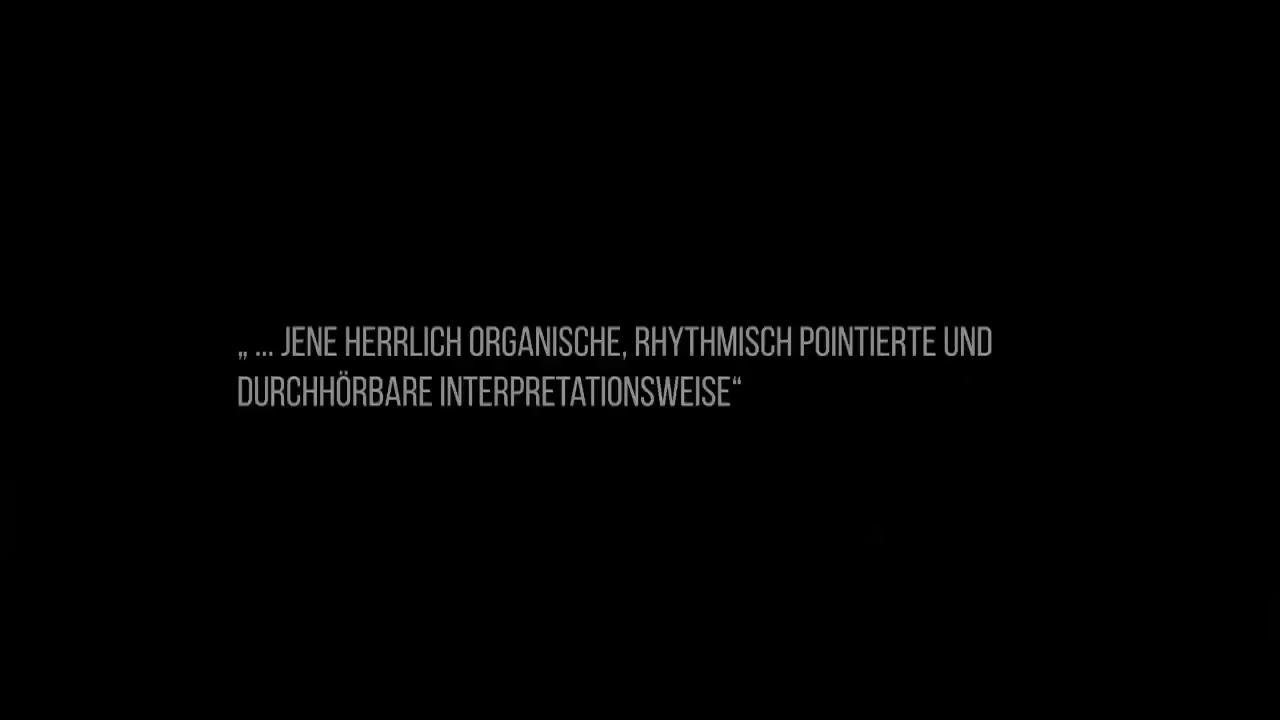 „ ... JENE HERRLICH ORGANISCHE, RHYTHMISCH POINTIERTE UND
DURCHHÖRBARE INTERPRETATIONSWEISE“